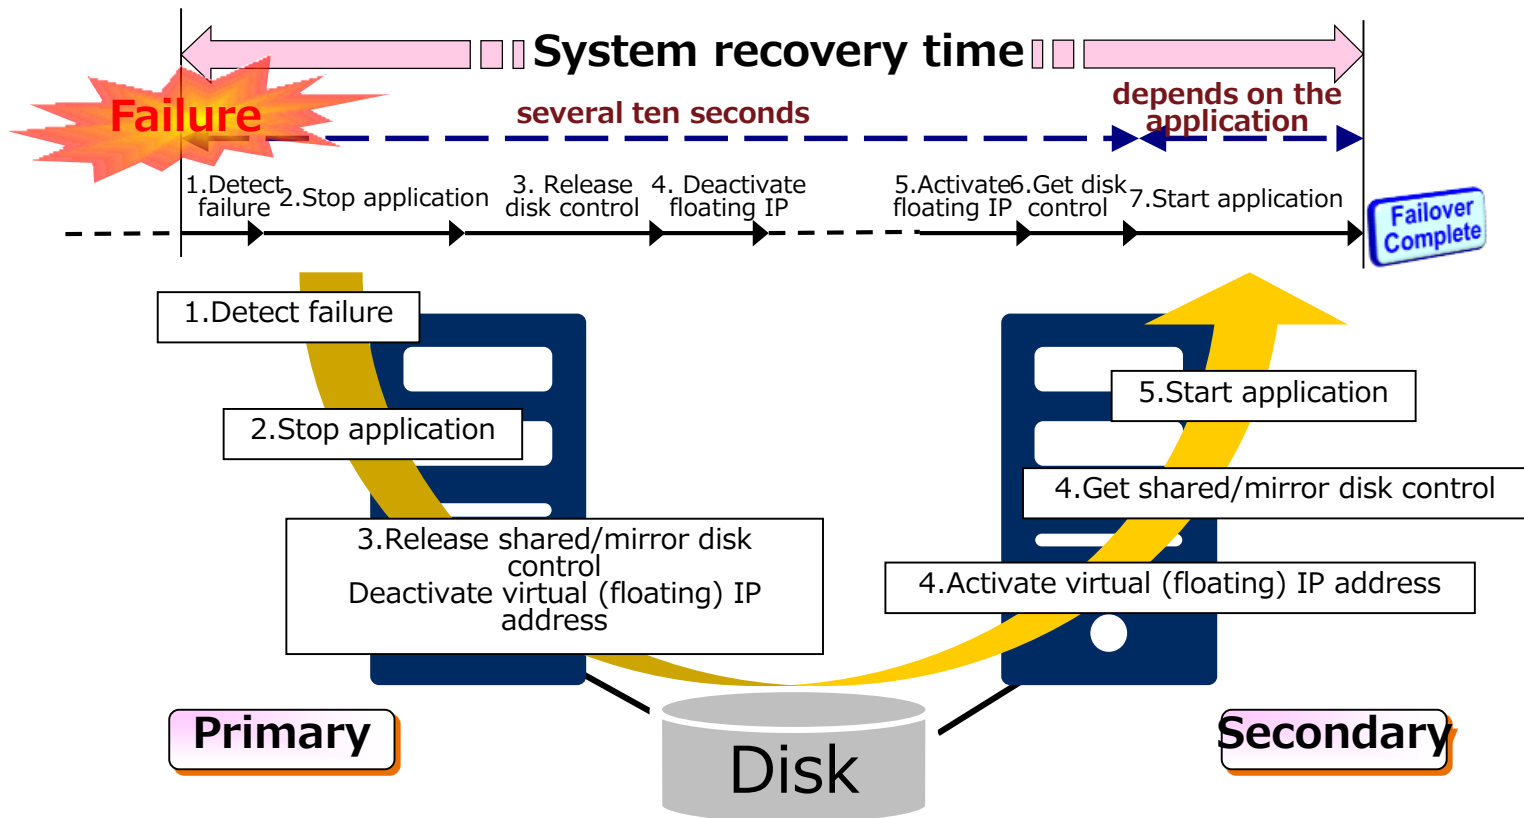 System recovery time
Failure
several ten seconds
depends on the
application
1.Detect
failure
2.Stop application
3. Release
disk control
4. Deactivate
floating IP
5.Activate
floating IP
6.Get disk
control
7.Start application
Failover
Complete
1.Detect failure
2.Stop application
3.Release shared/mirror disk
control
Deactivate virtual (floating) IP
address
5.Start application
4.Get shared/mirror disk control
4.Activate virtual (floating) IP address
Primary
Disk
Secondary